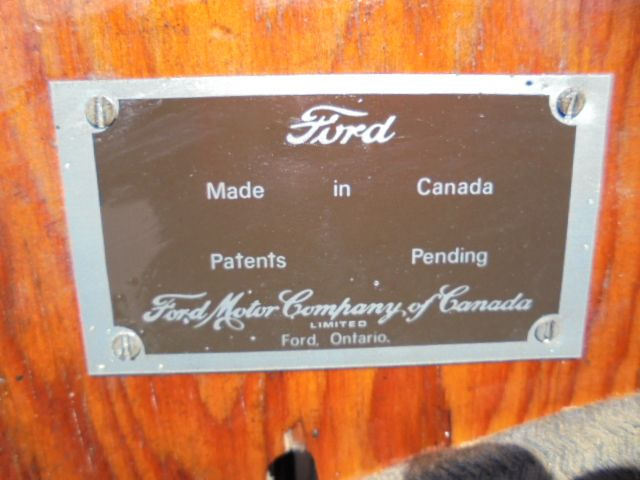 Ford
Made in Canada
Patents Pending
Ford Motor Company of Canada
LIMITED
Ford, Ontario.